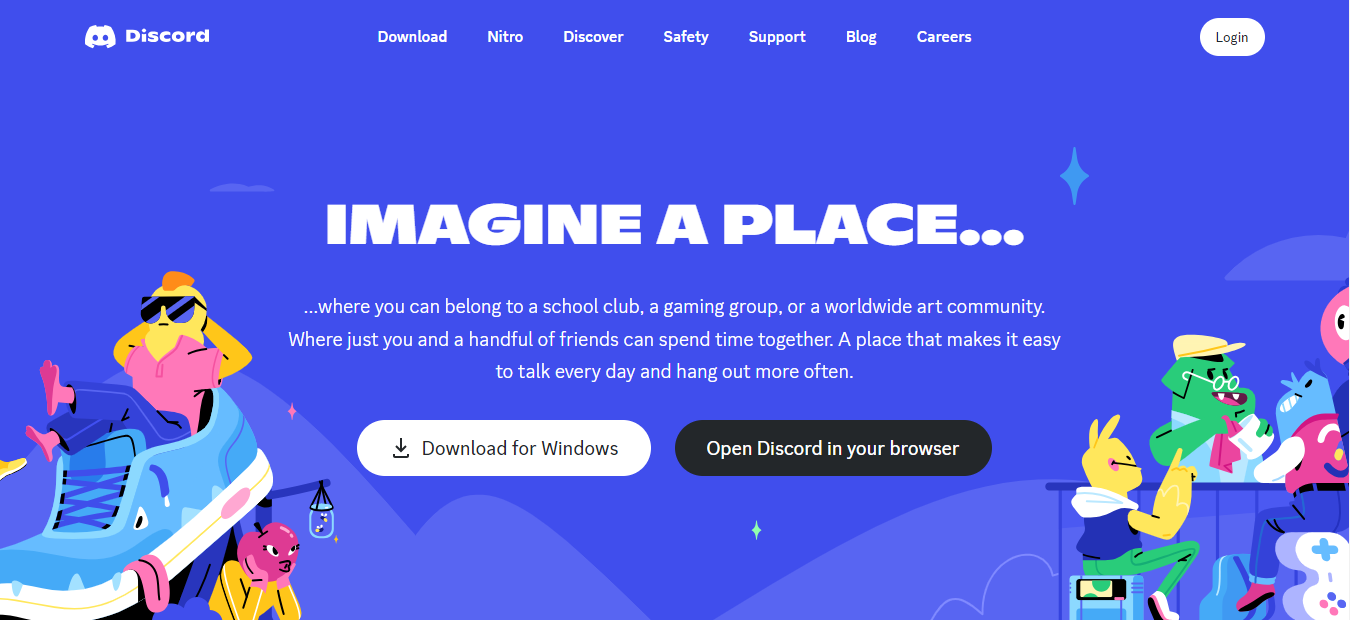 Discord
Download Nitro Discover Safety Support Blog Careers
Login
IMAGINE A PLACE...
...where you can belong to a school club, a gaming group, or a worldwide art community.
Where just you and a handful of friends can spend time together. A place that makes it easy
to talk every day and hang out more often.
Download for Windows
Open Discord in your browser